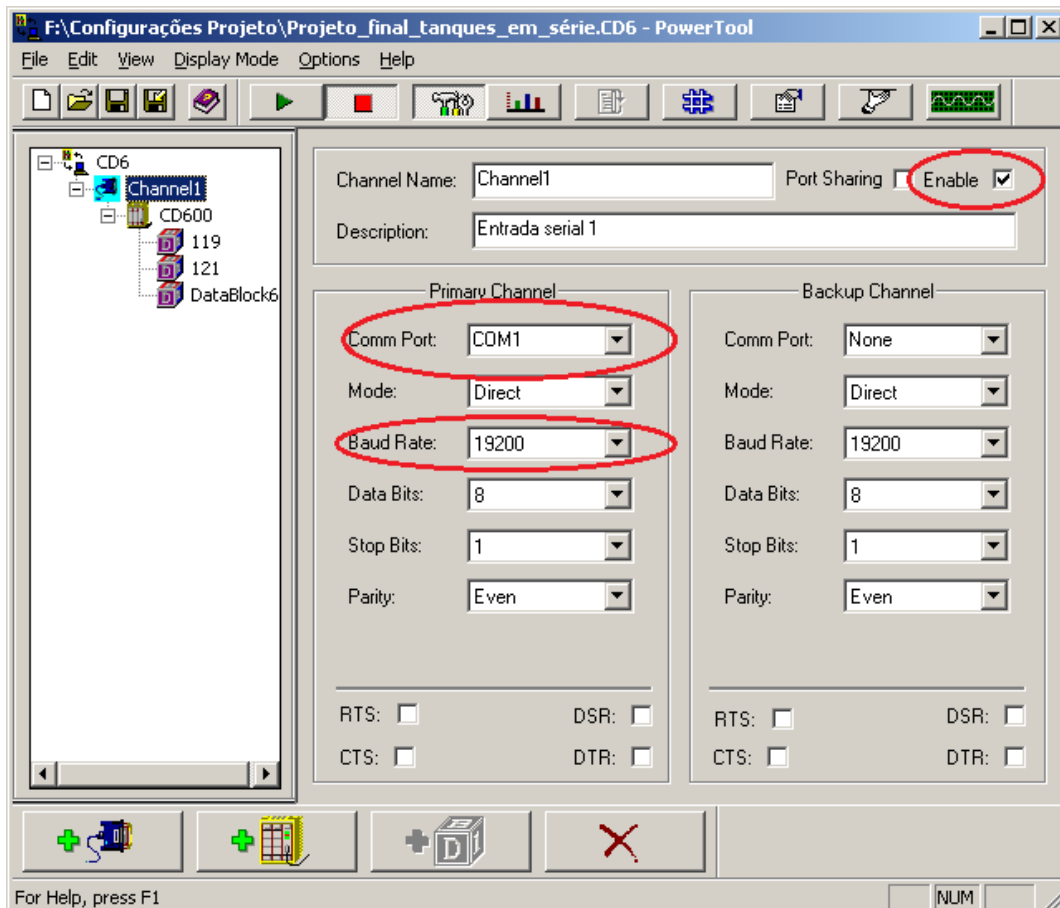 F:\Configurações Projeto\Projeto_final_tanques_em_série.CD6 - PowerTool
File Edit View Display Mode Options Help
CD6
Channel1
CD600
119
121
DataBlock6
Channel Name: Channel1 Port Sharing Enable
Description: Entrada serial 1
Primary Channel
Comm Port: COM1
Mode: Direct
Baud Rate: 19200
Data Bits: 8
Stop Bits: 1
Parity: Even
RTS: DSR:
CTS: DTR:
Backup Channel
Comm Port: None
Mode: Direct
Baud Rate: 19200
Data Bits: 8
Stop Bits: 1
Parity: Even
RTS: DSR:
CTS: DTR:
For Help, press F1 NUM